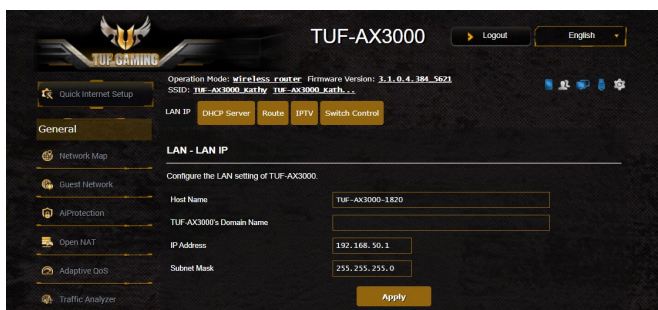 TUF GAMING
TUF-AX3000
Logout
English
Quick Internet Setup
General
Network Map
Guest Network
AiProtection
Open NAT
Adaptive QoS
Traffic Analyzer
Operation Mode: Wireless router Firmware Version: 3.1.0.4.384_5621
SSID: TUF-AX3000_Kathy TUF-AX3000_Kath...
LAN IP DHCP Server Route IPTV Switch Control
LAN - LAN IP
Configure the LAN setting of TUF-AX3000.
Host Name TUF-AX3000-1820
TUF-AX3000's Domain Name
IP Address 192.168.50.1
Subnet Mask 255.255.255.0
Apply